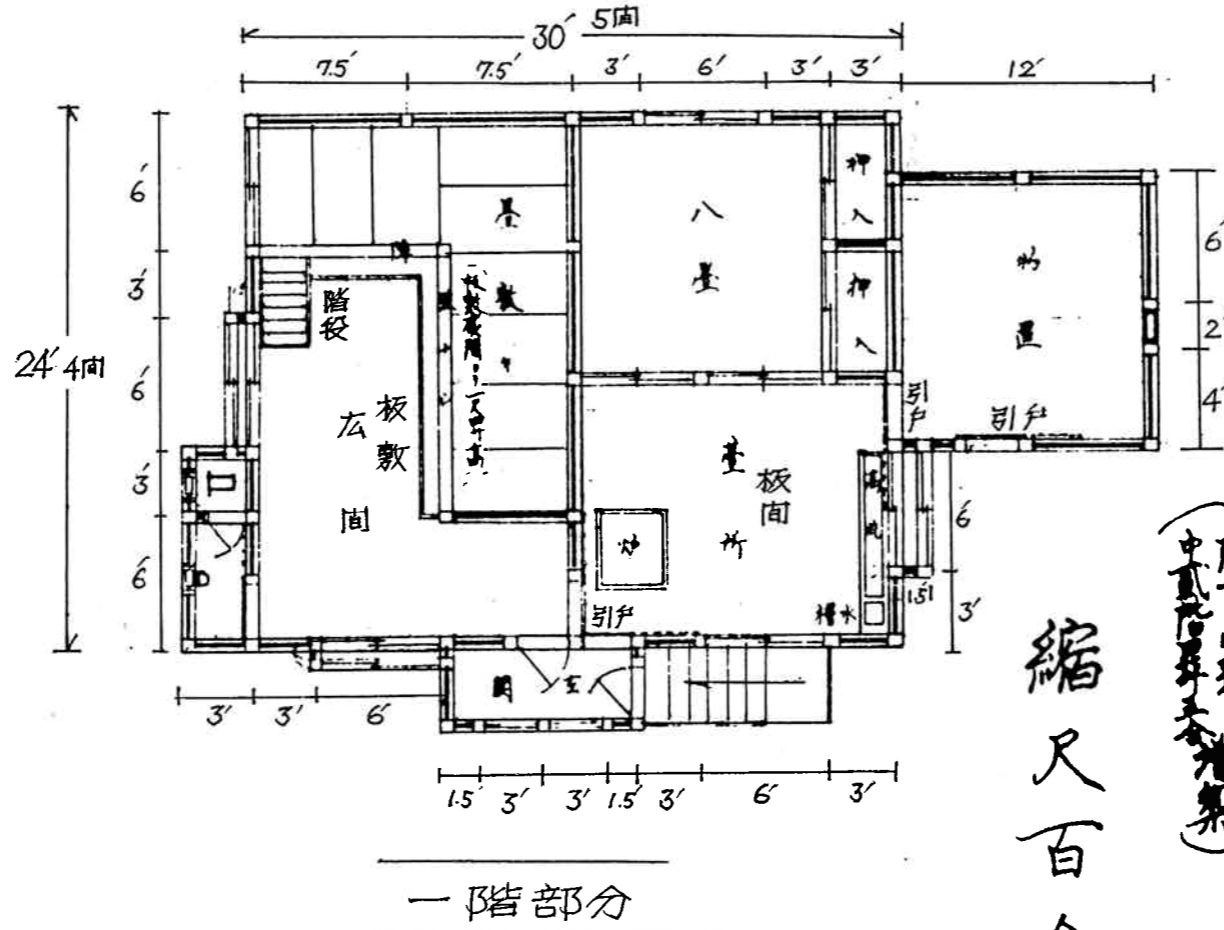 30′ 5間
7.5′ 7.5′ 3′ 6′ 3′ 3′ 12′
24′ 4間
6′
3′
6′
3′
6′
畳敷
八畳
押入
押入
物置
階段
板敷
広間
台所
板間
炉
引戸
引戸
引戸
水槽
玄関
6′
2′
4′
6′
3′
1.5′
3′ 3′ 6′
1.5′ 3′ 3′ 1.5′ 3′ 6′ 3′
一階部分
縮尺百
増築